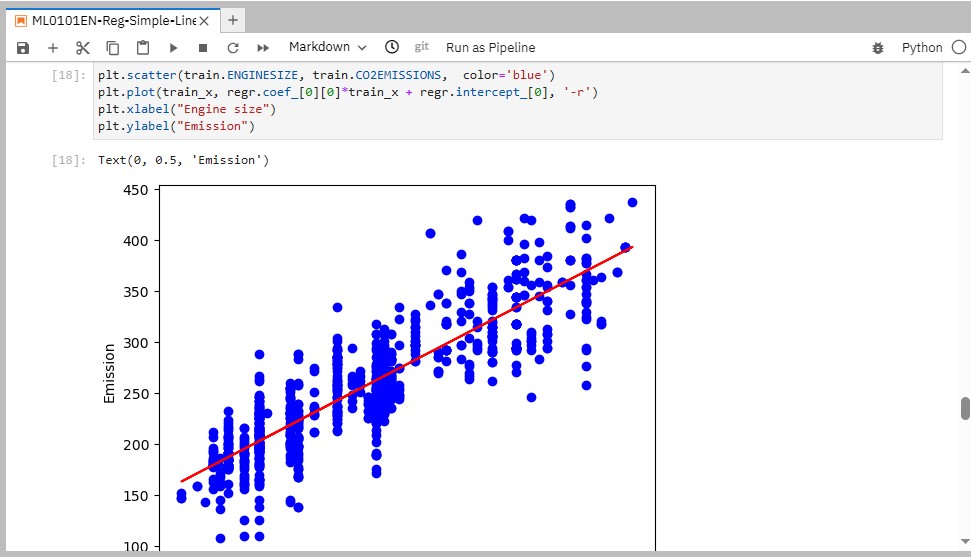 ML0101EN-Reg-Simple-Line
Markdown
git
Run as Pipeline
Python
[18]:
plt.scatter(train.ENGINESIZE, train.CO2EMISSIONS,  color='blue')
plt.plot(train_x, regr.coef_[0][0]*train_x + regr.intercept_[0], '-r')
plt.xlabel("Engine size")
plt.ylabel("Emission")
[18]:
Text(0, 0.5, 'Emission')
450
400
350
300
250
200
150
100
Emission